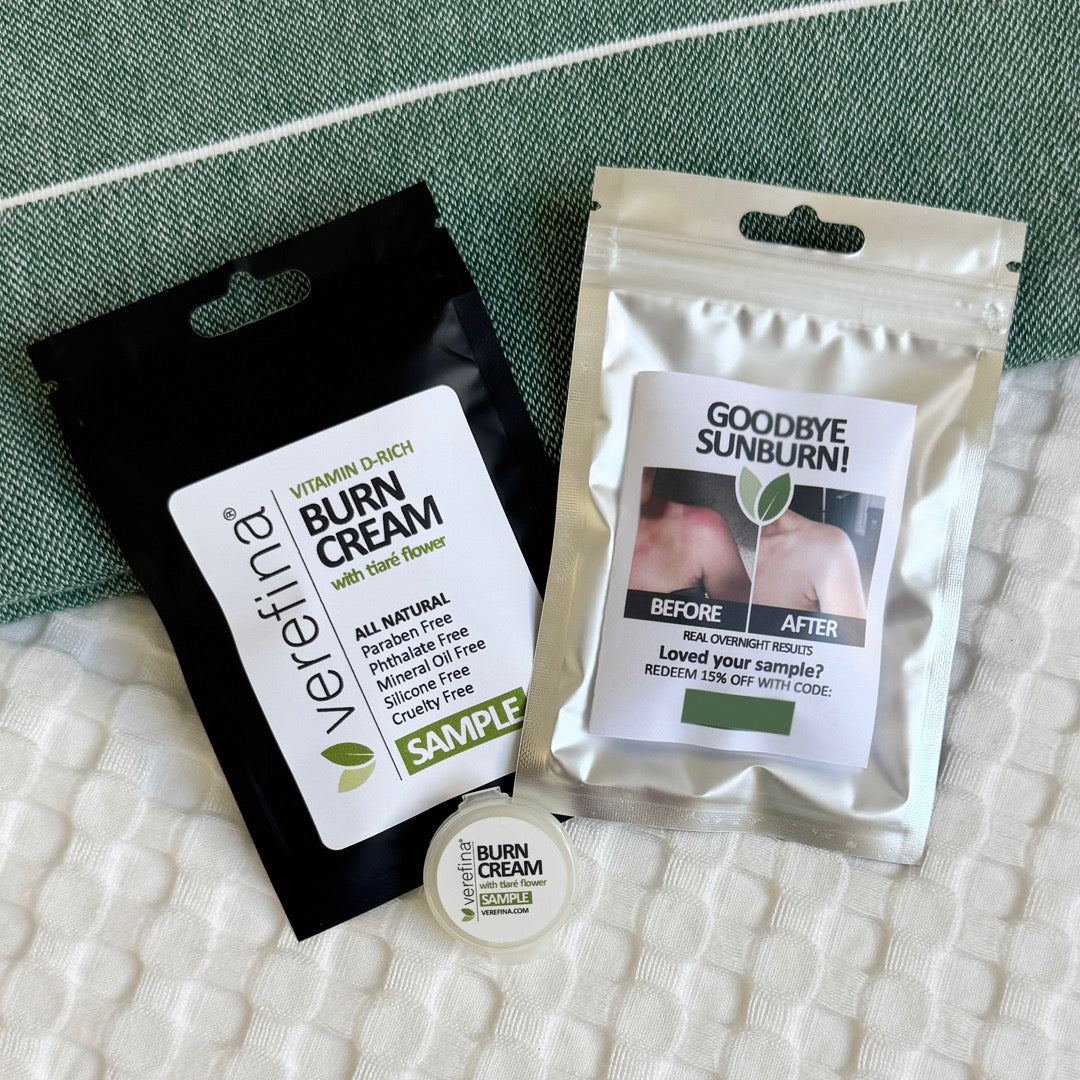 verefina®
VITAMIN D-RICH
BURN
CREAM
with tiaré flower
ALL NATURAL
Paraben Free
Phthalate Free
Mineral Oil Free
Silicone Free
Cruelty Free
SAMPLE
GOODBYE
SUNBURN!
BEFORE
AFTER
REAL OVERNIGHT RESULTS
Loved your sample?
REDEEM 15% OFF WITH CODE:
verefina®
BURN
CREAM
with tiaré flower
SAMPLE
VEREFINA.COM